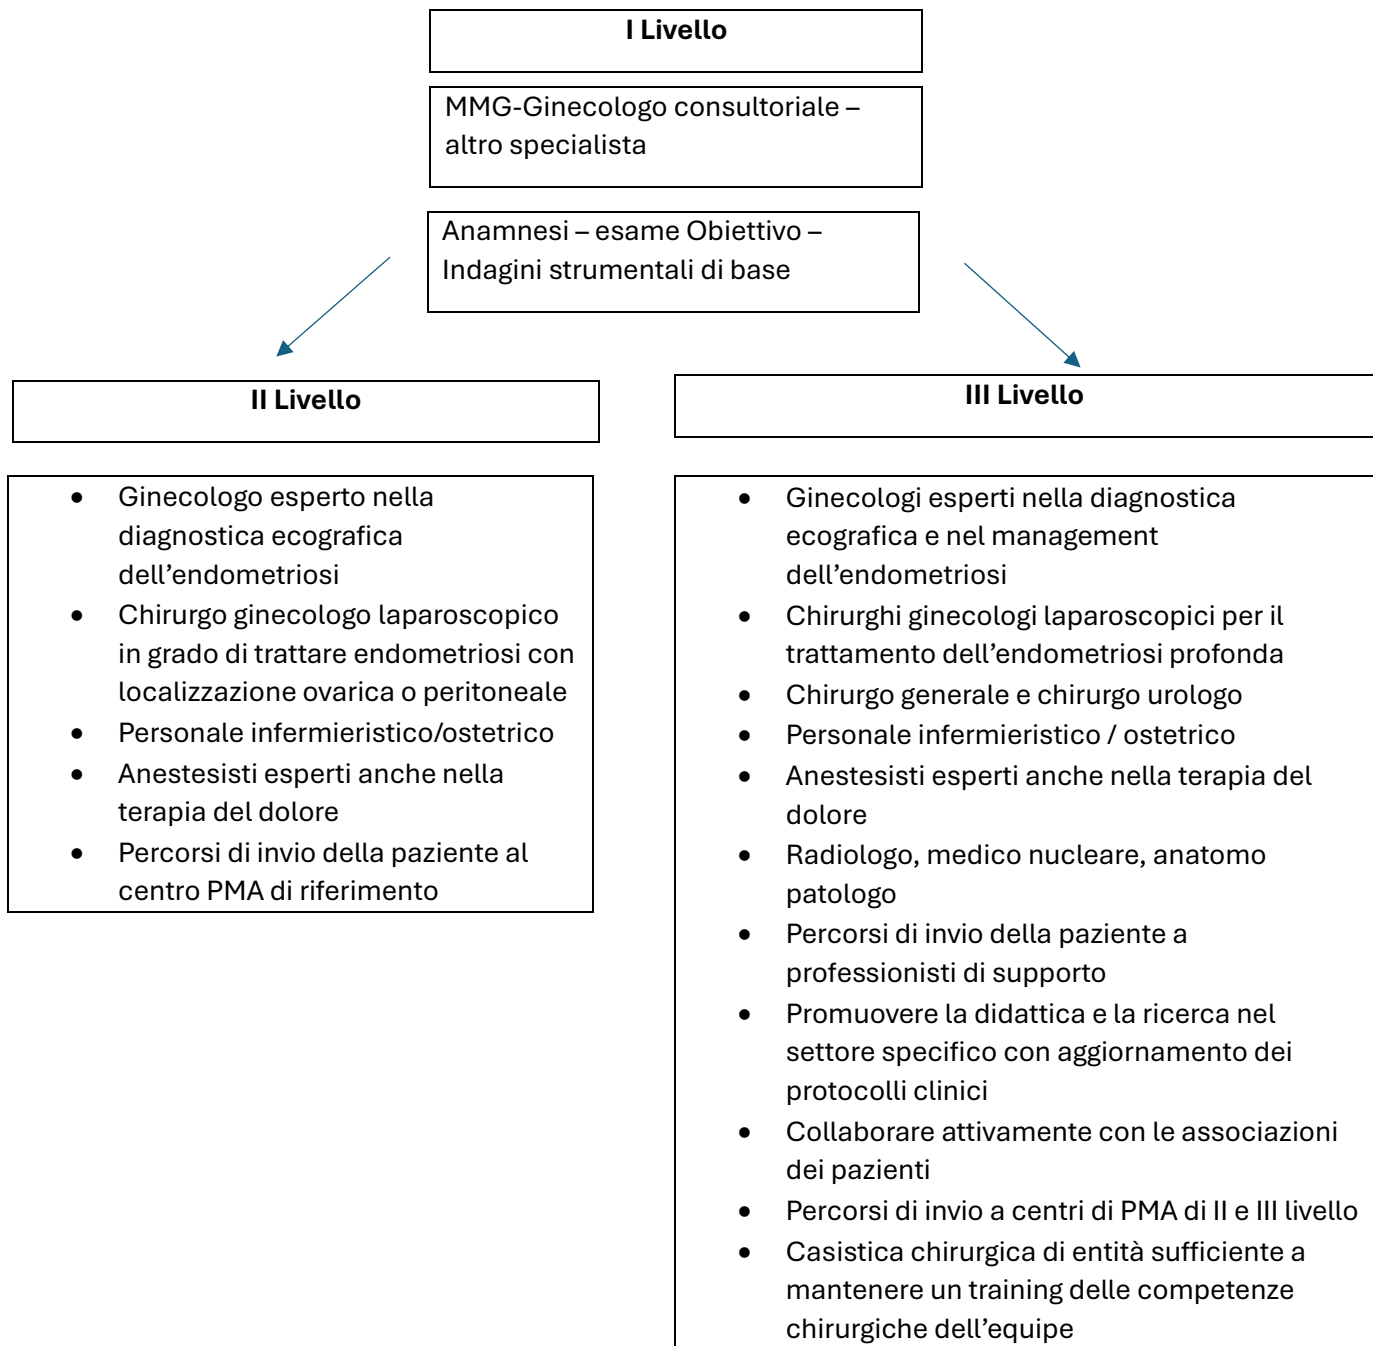 I Livello
MMG-Ginecologo consultoriale –
altro specialista
Anamnesi – esame Obiettivo –
Indagini strumentali di base
II Livello
• Ginecologo esperto nella
diagnostica ecografica
dell’endometriosi
• Chirurgo ginecologo laparoscopico
in grado di trattare endometriosi con
localizzazione ovarica o peritoneale
• Personale infermieristico/ostetrico
• Anestesisti esperti anche nella
terapia del dolore
• Percorsi di invio della paziente al
centro PMA di riferimento
III Livello
• Ginecologi esperti nella diagnostica
ecografica e nel management
dell’endometriosi
• Chirurghi ginecologi laparoscopici per il
trattamento dell’endometriosi profonda
• Chirurgo generale e chirurgo urologo
• Personale infermieristico / ostetrico
• Anestesisti esperti anche nella terapia del
dolore
• Radiologo, medico nucleare, anatomo
patologo
• Percorsi di invio della paziente a
professionisti di supporto
• Promuovere la didattica e la ricerca nel
settore specifico con aggiornamento dei
protocolli clinici
• Collaborare attivamente con le associazioni
dei pazienti
• Percorsi di invio a centri di PMA di II e III livello
• Casistica chirurgica di entità sufficiente a
mantenere un training delle competenze
chirurgiche dell’equipe